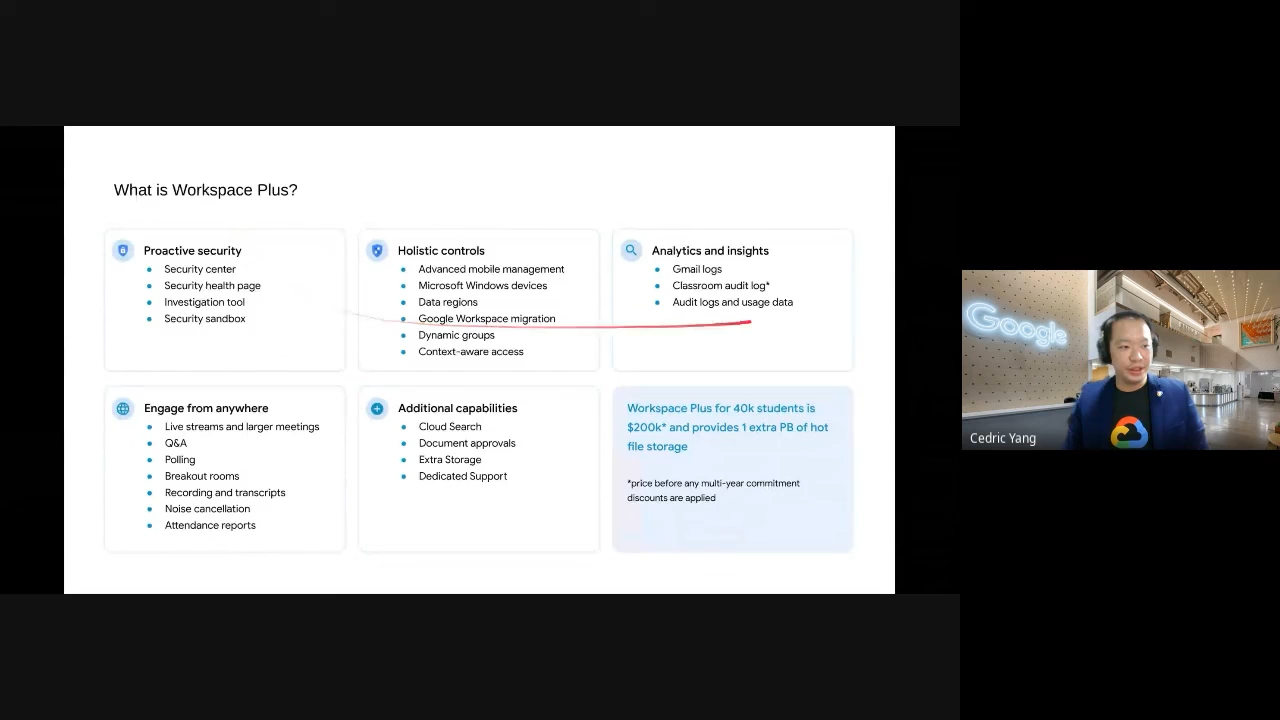 What is Workspace Plus?
Proactive security
Security center
Security health page
Investigation tool
Security sandbox
Holistic controls
Advanced mobile management
Microsoft Windows devices
Data regions
Google Workspace migration
Dynamic groups
Context-aware access
Analytics and insights
Gmail logs
Classroom audit log*
Audit logs and usage data
Engage from anywhere
Live streams and larger meetings
Q&A
Polling
Breakout rooms
Recording and transcripts
Noise cancellation
Attendance reports
Additional capabilities
Cloud Search
Document approvals
Extra Storage
Dedicated Support
Workspace Plus for 40k students is
$200k* and provides 1 extra PB of hot
file storage
*price before any multi-year commitment
discounts are applied
Google
Cedric Yang